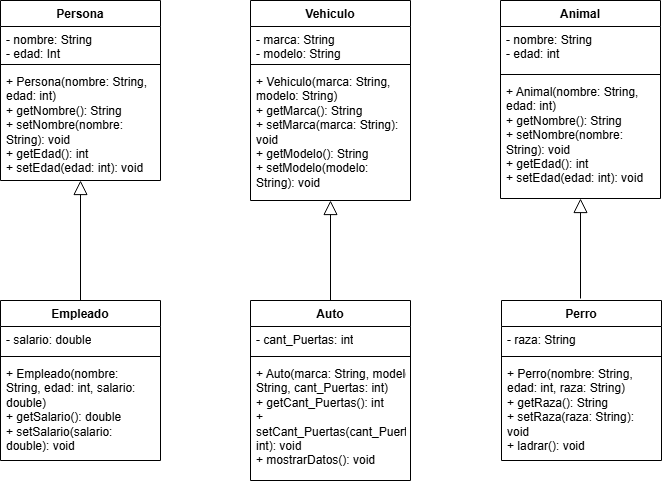 Persona
- nombre: String
- edad: Int
+ Persona(nombre: String,
edad: int)
+ getNombre(): String
+ setNombre(nombre:
String): void
+ getEdad(): int
+ setEdad(edad: int): void
Vehiculo
- marca: String
- modelo: String
+ Vehiculo(marca: String,
modelo: String)
+ getMarca(): String
+ setMarca(marca: String):
void
+ getModelo(): String
+ setModelo(modelo:
String): void
Animal
- nombre: String
- edad: int
+ Animal(nombre: String,
edad: int)
+ getNombre(): String
+ setNombre(nombre:
String): void
+ getEdad(): int
+ setEdad(edad: int): void
Empleado
- salario: double
+ Empleado(nombre:
String, edad: int, salario:
double)
+ getSalario(): double
+ setSalario(salario:
double): void
Auto
- cant_Puertas: int
+ Auto(marca: String, model
String, cant_Puertas: int)
+ getCant_Puertas(): int
+
setCant_Puertas(cant_Puert
int): void
+ mostrarDatos(): void
Perro
- raza: String
+ Perro(nombre: String,
edad: int, raza: String)
+ getRaza(): String
+ setRaza(raza: String):
void
+ ladrar(): void